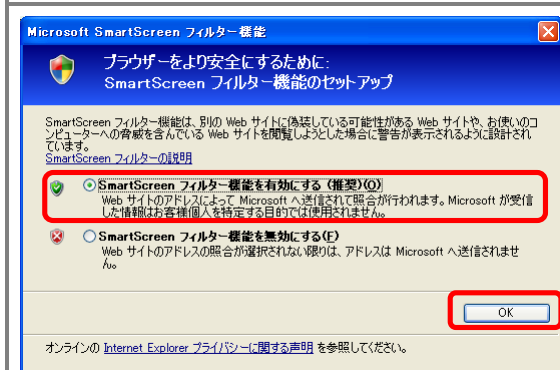 Microsoft SmartScreen フィルター機能
ブラウザーをより安全にするために:
SmartScreen フィルター機能のセットアップ
SmartScreen フィルター機能は、別の Web サイトに偽装している可能性がある Web サイトや、お使いのコ
ンピューターへの脅威を含んでいる Web サイトを閲覧しようとした場合に警告が表示されるように設計され
ています。
SmartScreen フィルターの説明
SmartScreen フィルター機能を有効にする (推奨)(O)
Web サイトのアドレスによって Microsoft へ送信されて照合が行われます。Microsoft が受信
した情報はお客様個人を特定する目的では使用されません。
SmartScreen フィルター機能を無効にする(F)
Web サイトのアドレスの照合が選択されない限りは、アドレスは Microsoft へ送信されませ
ん。
OK
オンラインの Internet Explorer プライバシーに関する声明 を参照してください。